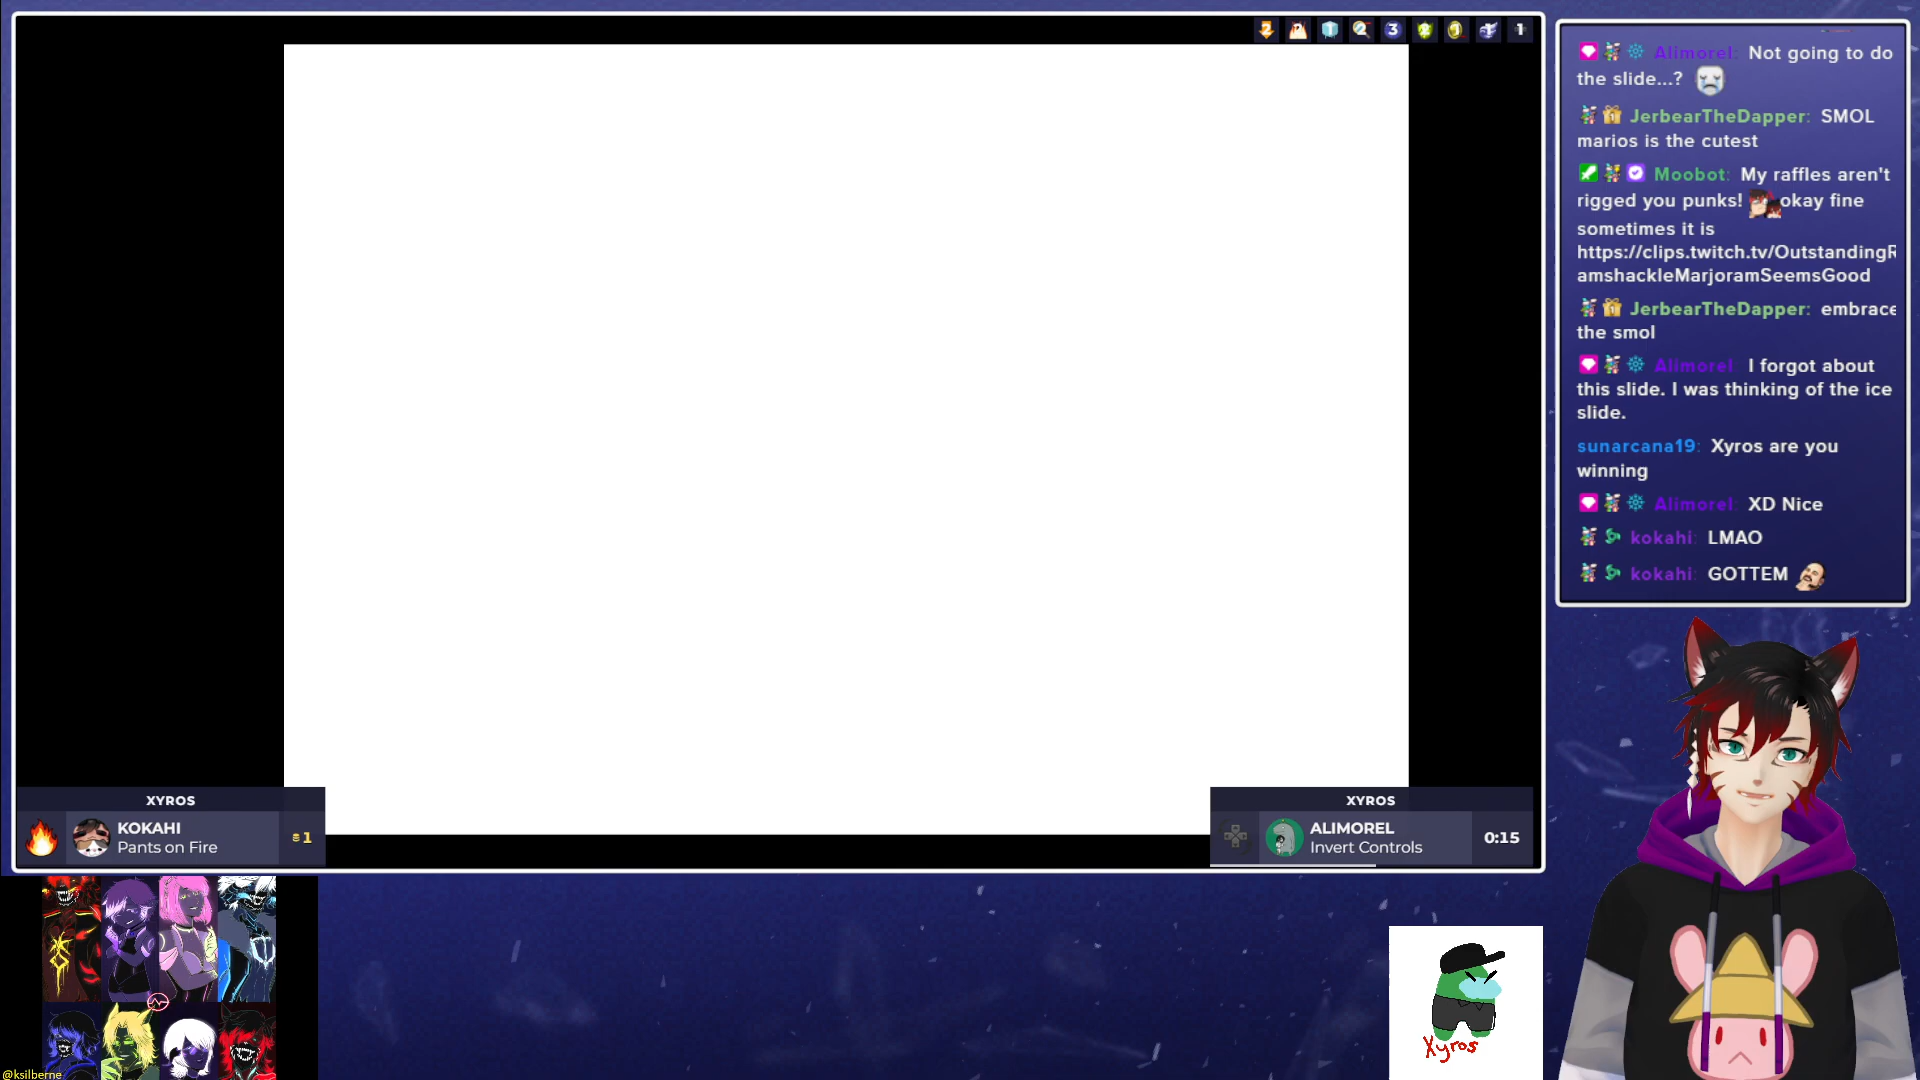 Alimorel: Not going to do
the slide...?
JerbearTheDapper: SMOL
marios is the cutest
Moobot: My raffles aren't
rigged you punks! okay fine
sometimes it is
https://clips.twitch.tv/OutstandingR
amshackleMarjoramSeemsGood
JerbearTheDapper: embrace
the smol
Alimorel: I forgot about
this slide. I was thinking of the ice
slide.
sunarcana19: Xyros are you
winning
Alimorel: XD Nice
kokahi: LMAO
kokahi: GOTTEM
XYROS
KOKAHI
Pants on Fire
1
XYROS
ALIMOREL
Invert Controls
0:15
Xyros
@ksilberne